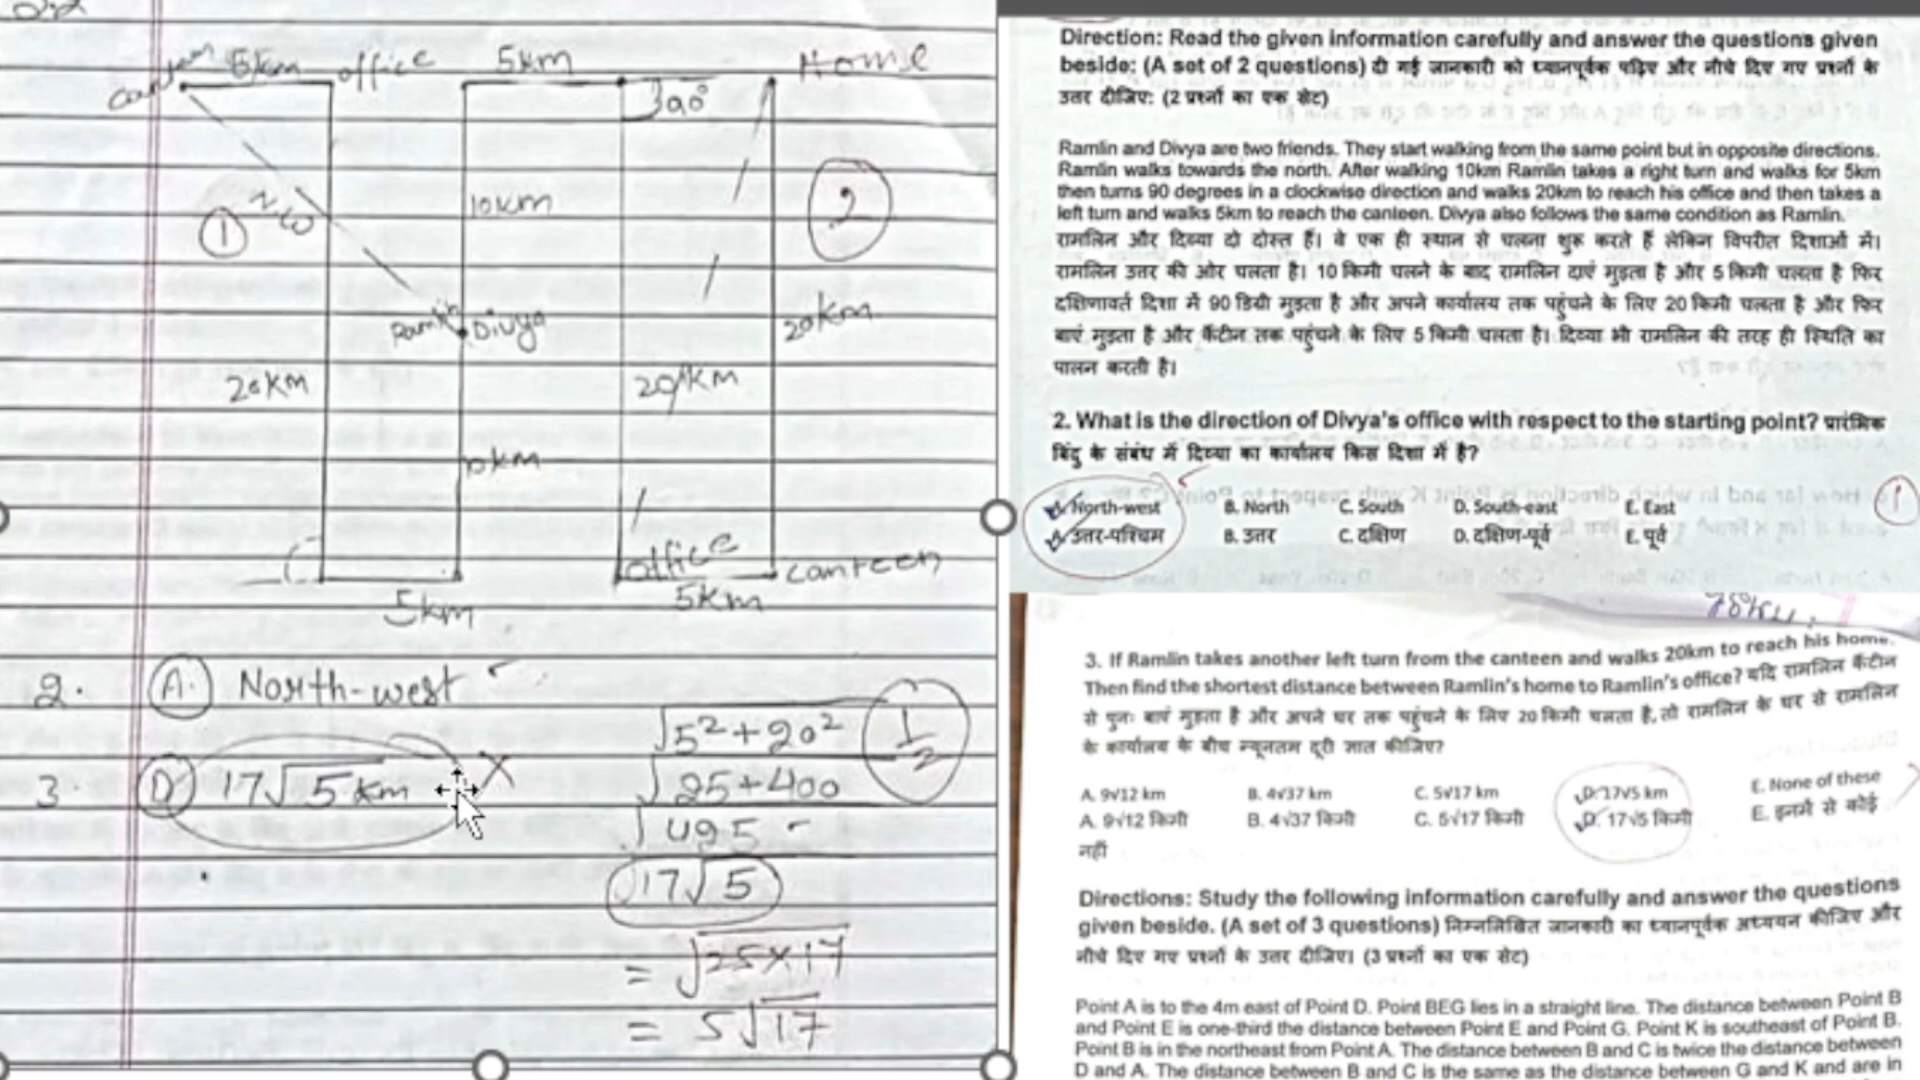 canteen 5km office 5km Home
90°
10km
1
2
20km
Divya
20km 20km
10km
office canteen
5km 5km
2. A. North-west
√5²+20² 1/2
3. D 17√5 km X √25+400
√495
17√5
= √25×17
= 5√17
Direction: Read the given information carefully and answer the questions given
beside: (A set of 2 questions) दी गई जानकारी को ध्यानपूर्वक पढ़िए और नीचे दिए गए प्रश्नों के
उतर दीजिए: (2 प्रश्नों का एक सेट)
Ramlin and Divya are two friends. They start walking from the same point but in opposite directions.
Ramlin walks towards the north. After walking 10km Ramlin takes a right turn and walks for 5km
then turns 90 degrees in a clockwise direction and walks 20km to reach his office and then takes a
left turn and walks 5km to reach the canteen. Divya also follows the same condition as Ramlin.
रामलिन और दिव्या दो दोस्त हैं। वे एक ही स्थान से चलना शुरू करते हैं लेकिन विपरीत दिशाओं में।
रामलिन उतर की ओर चलता है। 10 किमी चलने के बाद रामलिन दाएं मुड़ता है और 5 किमी चलता है फिर
दक्षिणावर्त दिशा में 90 डिग्री मुड़ता है और अपने कार्यालय तक पहुंचने के लिए 20 किमी चलता है और फिर
बाएं मुड़ता है और कैंटीन तक पहुंचने के लिए 5 किमी चलता है। दिव्या भी रामलिन की तरह ही स्थिति का
पालन करती है।
2. What is the direction of Divya's office with respect to the starting point? प्रारंभिक
बिंदु के संबंध में दिव्या का कार्यालय किस दिशा में है?
A. North-west B. North C. South D. South-east E. East
A. उतर-पश्चिम B. उतर C. दक्षिण D. दक्षिण-पूर्व E. पूर्व
1
3. If Ramlin takes another left turn from the canteen and walks 20km to reach his home.
Then find the shortest distance between Ramlin's home to Ramlin's office? यदि रामलिन कैंटीन
से पुनः बाएं मुड़ता है और अपने घर तक पहुंचने के लिए 20 किमी चलता है, तो रामलिन के घर से रामलिन
के कार्यालय के बीच न्यूनतम दूरी ज्ञात कीजिए?
A. 9√12 km B. 4√37 km C. 5√17 km D. 17√5 km E. None of these
A. 9√12 किमी B. 4√37 किमी C. 5√17 किमी D. 17√5 किमी E. इनमें से कोई
नहीं
Directions: Study the following information carefully and answer the questions
given beside. (A set of 3 questions) निम्नलिखित जानकारी का ध्यानपूर्वक अध्ययन कीजिए और
नीचे दिए गए प्रश्नों के उतर दीजिए। (3 प्रश्नों का एक सेट)
Point A is to the 4m east of Point D. Point BEG lies in a straight line. The distance between Point B
and Point E is one-third the distance between Point E and Point G. Point K is southeast of Point B.
Point B is in the northeast from Point A. The distance between B and C is twice the distance between
D and A. The distance between B and C is the same as the distance between G and K and are in